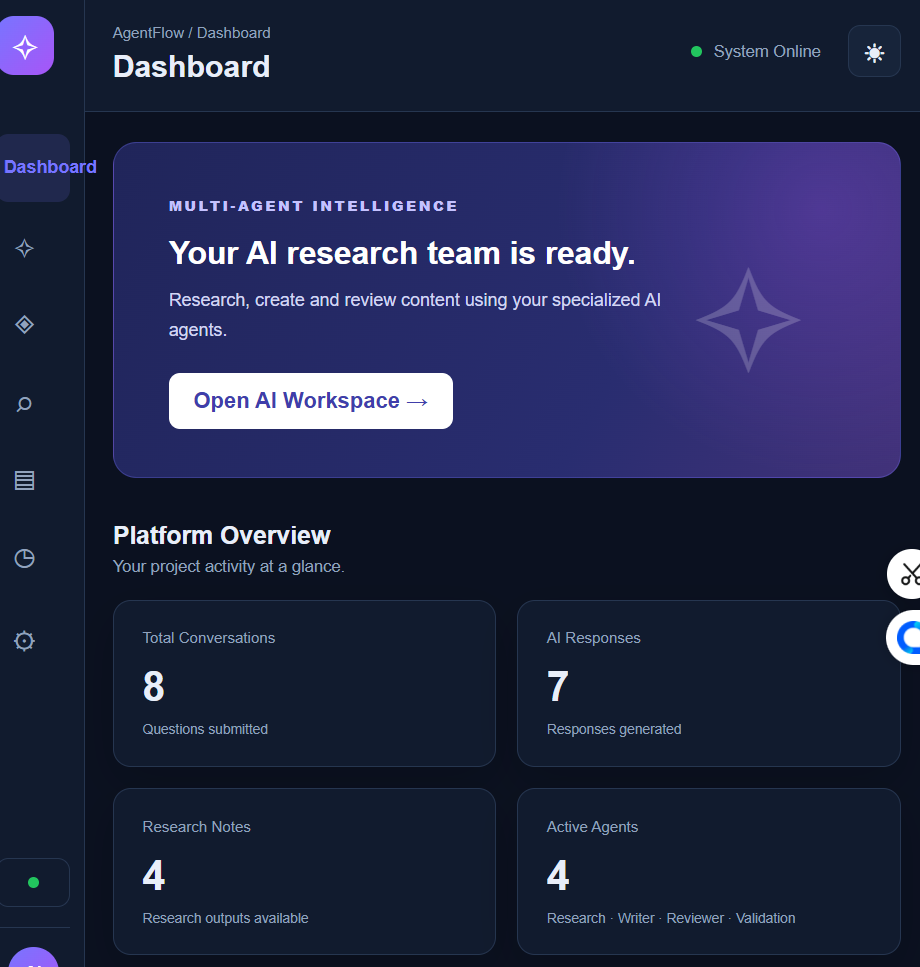 AgentFlow / Dashboard
Dashboard
System Online
Dashboard
MULTI-AGENT INTELLIGENCE
Your AI research team is ready.
Research, create and review content using your specialized AI
agents.
Open AI Workspace →
Platform Overview
Your project activity at a glance.
Total Conversations
8
Questions submitted
AI Responses
7
Responses generated
Research Notes
4
Research outputs available
Active Agents
4
Research · Writer · Reviewer · Validation